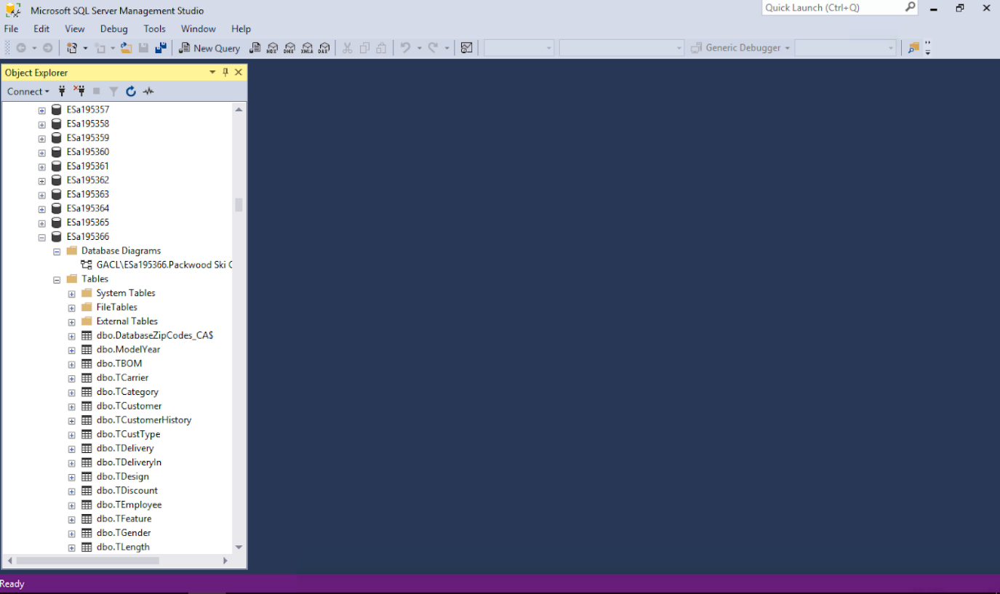 Microsoft SQL Server Management Studio
Quick Launch (Ctrl+Q)
File Edit View Debug Tools Window Help
New Query MDX DMX XMLA DAX Generic Debugger
Object Explorer
Connect
ESa195357
ESa195358
ESa195359
ESa195360
ESa195361
ESa195362
ESa195363
ESa195364
ESa195365
ESa195366
Database Diagrams
GACL\ESa195366.Packwood Ski C
Tables
System Tables
FileTables
External Tables
dbo.DatabaseZipCodes_CA$
dbo.ModelYear
dbo.TBOM
dbo.TCarrier
dbo.TCategory
dbo.TCustomer
dbo.TCustomerHistory
dbo.TCustType
dbo.TDelivery
dbo.TDeliveryIn
dbo.TDesign
dbo.TDiscount
dbo.TEmployee
dbo.TFeature
dbo.TGender
dbo.TLength
Ready